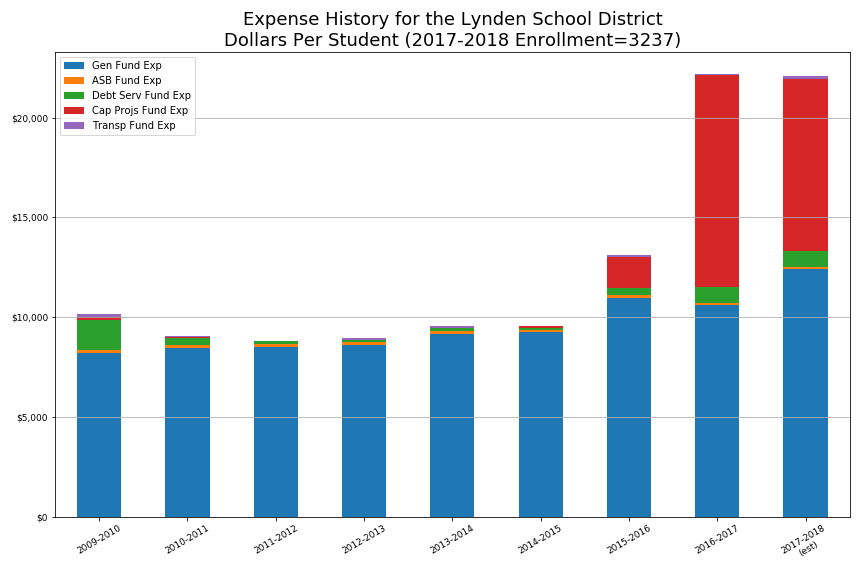 Expense History for the Lynden School District
Dollars Per Student (2017-2018 Enrollment=3237)
Gen Fund Exp
ASB Fund Exp
Debt Serv Fund Exp
Cap Projs Fund Exp
Transp Fund Exp
$20,000
$15,000
$10,000
$5,000
$0
2009-2010
2010-2011
2011-2012
2012-2013
2013-2014
2014-2015
2015-2016
2016-2017
2017-2018
(est)